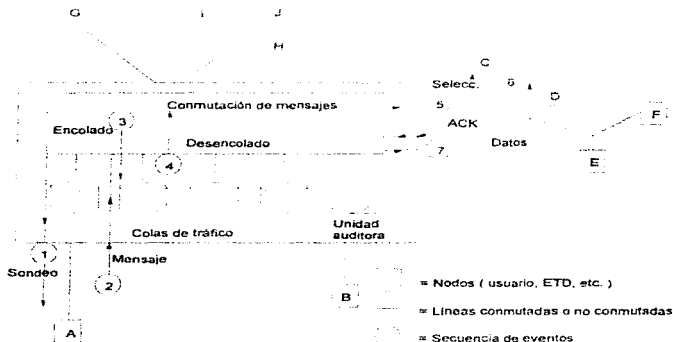 G I J
H
C
Selecc. 6
Conmutación de mensajes
5 D
3
Encolado ACK F
Desencolado
4 7 Datos
E
Unidad
auditora
Colas de tráfico
1
Sondeo Mensaje
2
= Nodos ( usuario, ETD, etc. )
B
= Líneas conmutadas o no conmutadas
A
= Secuencia de eventos